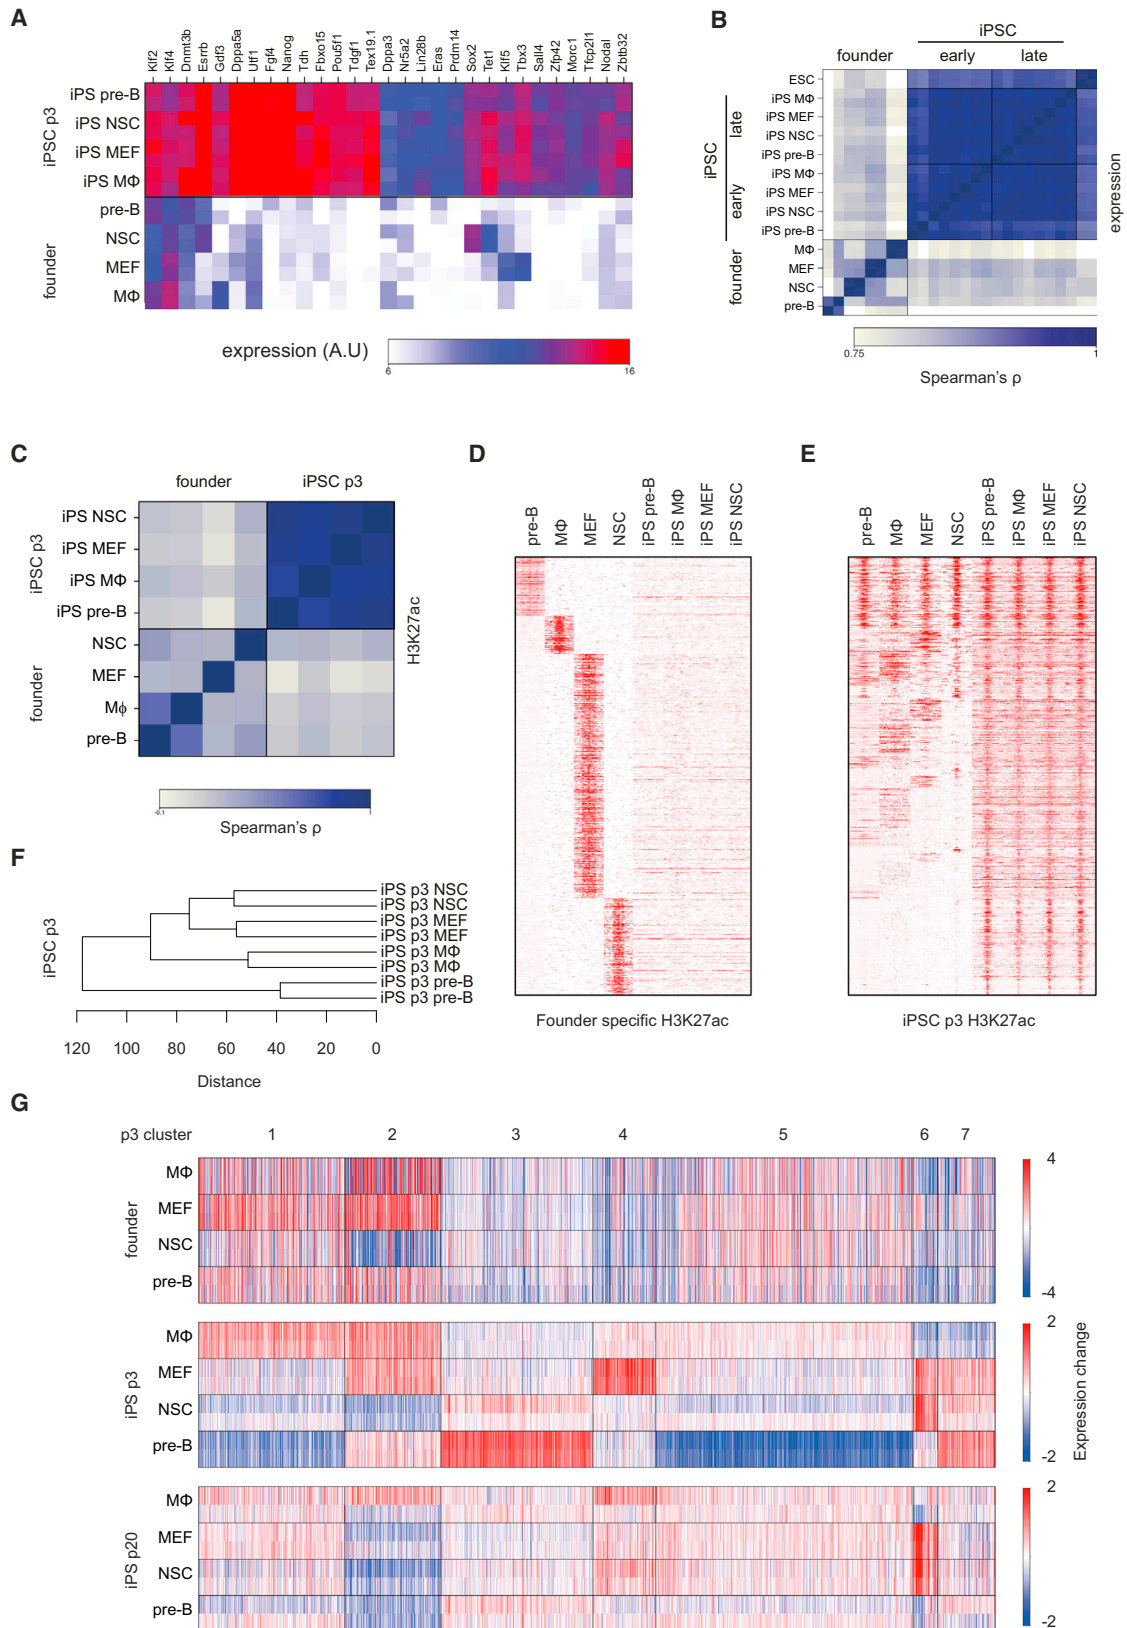 A
Klf2
Klf4
Dnmt3b
Esrrb
Gdf3
Dppa5a
Utf1
Fgf4
Nanog
Tdh
Fbxo15
Pou5f1
Tdgf1
Tex19.1
Dppa3
Nr5a2
Lin28b
Eras
Prdm14
Sox2
Tet1
Klf5
Tbx3
Sall4
Zfp42
Morc1
Tfcp2l1
Nodal
Zbtb32
iPSC p3
iPS pre-B
iPS NSC
iPS MEF
iPS MΦ
founder
pre-B
NSC
MEF
MΦ
expression (A.U)
6
16
B
iPSC
founder
early
late
ESC
iPSC
late
iPS MΦ
iPS MEF
iPS NSC
iPS pre-B
early
iPS MΦ
iPS MEF
iPS NSC
iPS pre-B
founder
MΦ
MEF
NSC
pre-B
expression
0.75
1
Spearman's ρ
C
founder
iPSC p3
iPSC p3
iPS NSC
iPS MEF
iPS MΦ
iPS pre-B
founder
NSC
MEF
Mϕ
pre-B
H3K27ac
-0.1
1
Spearman's ρ
D
pre-B
MΦ
MEF
NSC
iPS pre-B
iPS MΦ
iPS MEF
iPS NSC
Founder specific H3K27ac
E
pre-B
MΦ
MEF
NSC
iPS pre-B
iPS MΦ
iPS MEF
iPS NSC
iPSC p3 H3K27ac
F
iPSC p3
iPS p3 NSC
iPS p3 NSC
iPS p3 MEF
iPS p3 MEF
iPS p3 MΦ
iPS p3 MΦ
iPS p3 pre-B
iPS p3 pre-B
120 100 80 60 40 20 0
Distance
G
p3 cluster 1 2 3 4 5 6 7
founder
MΦ
MEF
NSC
pre-B
4
-4
iPS p3
MΦ
MEF
NSC
pre-B
2
-2
Expression change
iPS p20
MΦ
MEF
NSC
pre-B
2
-2